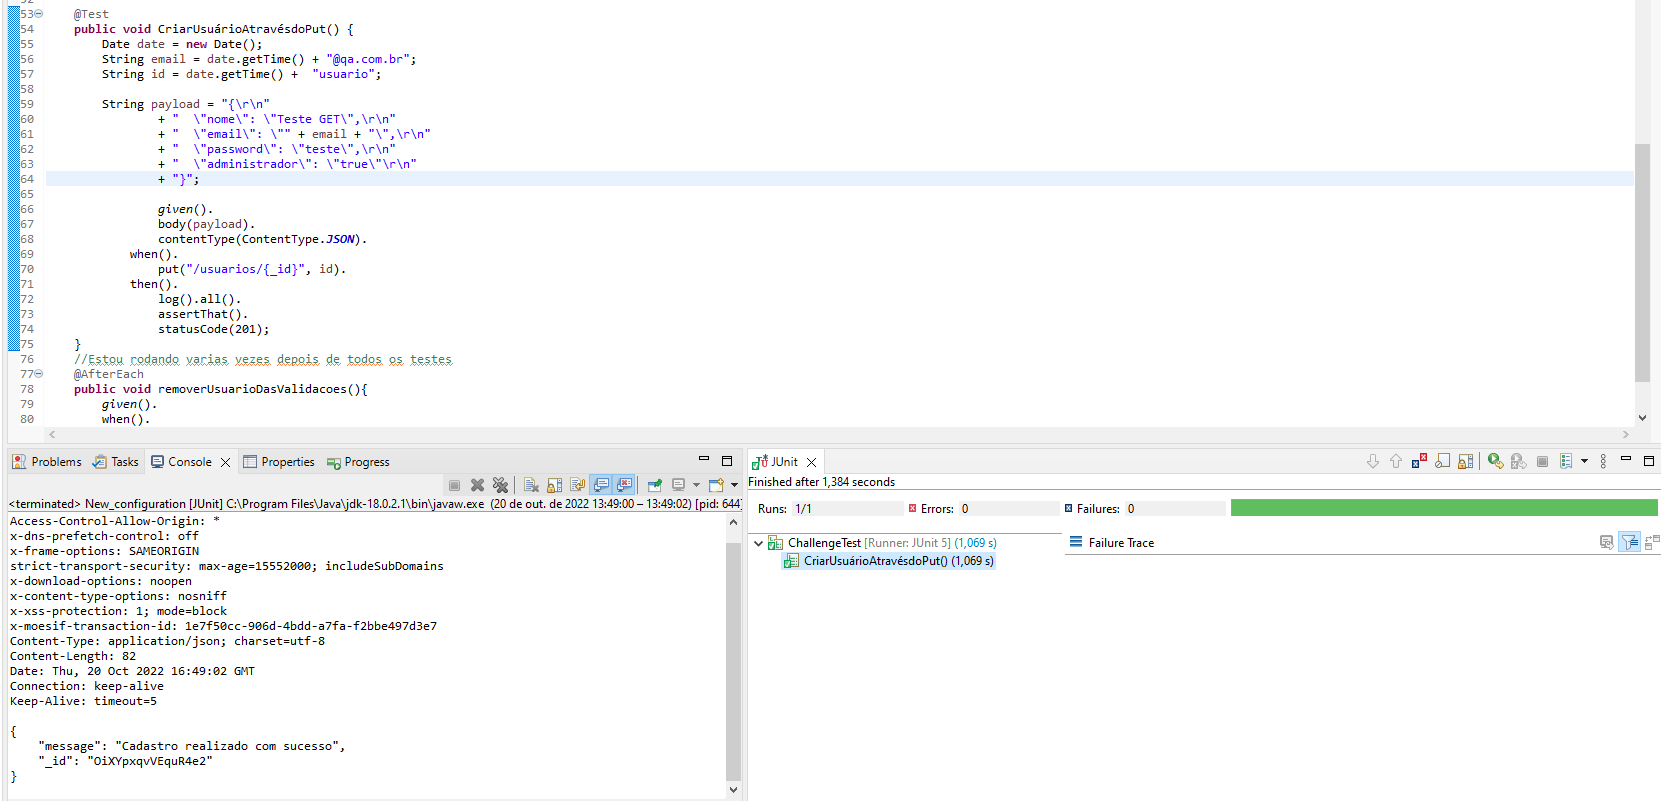 53 @Test
54 public void CriarUsuárioAtravésdoPut() {
55 Date date = new Date();
56 String email = date.getTime() + "@qa.com.br";
57 String id = date.getTime() +  "usuario";
58
59 String payload = "{\r\n"
60 + "  \"nome\": \"Teste GET\",\r\n"
61 + "  \"email\": \"" + email + "\",\r\n"
62 + "  \"password\": \"teste\",\r\n"
63 + "  \"administrador\": \"true\"\r\n"
64 + "}";
65
66 given().
67 body(payload).
68 contentType(ContentType.JSON).
69 when().
70 put("/usuarios/{_id}", id).
71 then().
72 log().all().
73 assertThat().
74 statusCode(201);
75 }
76 //Estou rodando varias vezes depois de todos os testes
77 @AfterEach
78 public void removerUsuarioDasValidacoes(){
79 given().
80 when().
Problems Tasks Console Properties Progress
<terminated> New_configuration [JUnit] C:\Program Files\Java\jdk-18.0.2.1\bin\javaw.exe (20 de out. de 2022 13:49:00 – 13:49:02) [pid: 644]
Access-Control-Allow-Origin: *
x-dns-prefetch-control: off
x-frame-options: SAMEORIGIN
strict-transport-security: max-age=15552000; includeSubDomains
x-download-options: noopen
x-content-type-options: nosniff
x-xss-protection: 1; mode=block
x-moesif-transaction-id: 1e7f50cc-906d-4bdd-a7fa-f2bbe497d3e7
Content-Type: application/json; charset=utf-8
Content-Length: 82
Date: Thu, 20 Oct 2022 16:49:02 GMT
Connection: keep-alive
Keep-Alive: timeout=5
{
"message": "Cadastro realizado com sucesso",
"_id": "OiXYpxqvVEquR4e2"
}
JUnit
Finished after 1,384 seconds
Runs: 1/1 Errors: 0 Failures: 0
ChallengeTest [Runner: JUnit 5] (1,069 s)
CriarUsuárioAtravésdoPut() (1,069 s)
Failure Trace